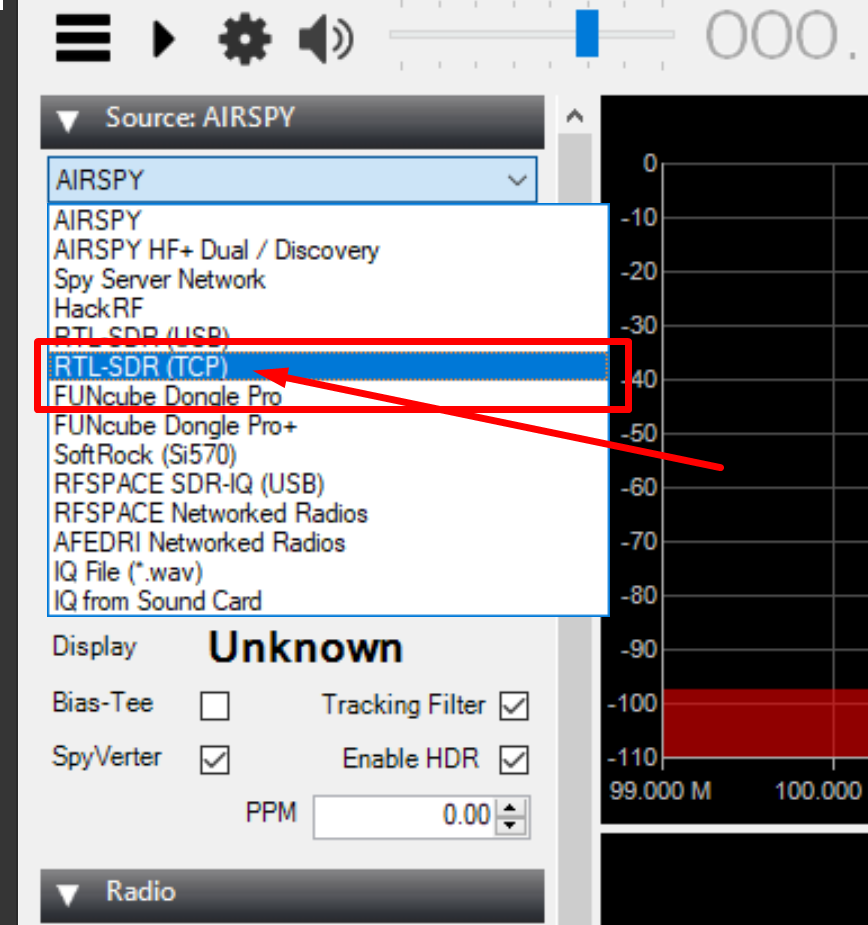 000.
Source: AIRSPY
AIRSPY
AIRSPY
AIRSPY HF+ Dual / Discovery
Spy Server Network
HackRF
RTL-SDR (USB)
RTL-SDR (TCP)
FUNcube Dongle Pro
FUNcube Dongle Pro+
SoftRock (Si570)
RFSPACE SDR-IQ (USB)
RFSPACE Networked Radios
AFEDRI Networked Radios
IQ File (*.wav)
IQ from Sound Card
Display Unknown
Bias-Tee Tracking Filter
SpyVerter Enable HDR
PPM 0.00
Radio
0
-10
-20
-30
-40
-50
-60
-70
-80
-90
-100
-110
99.000 M 100.000